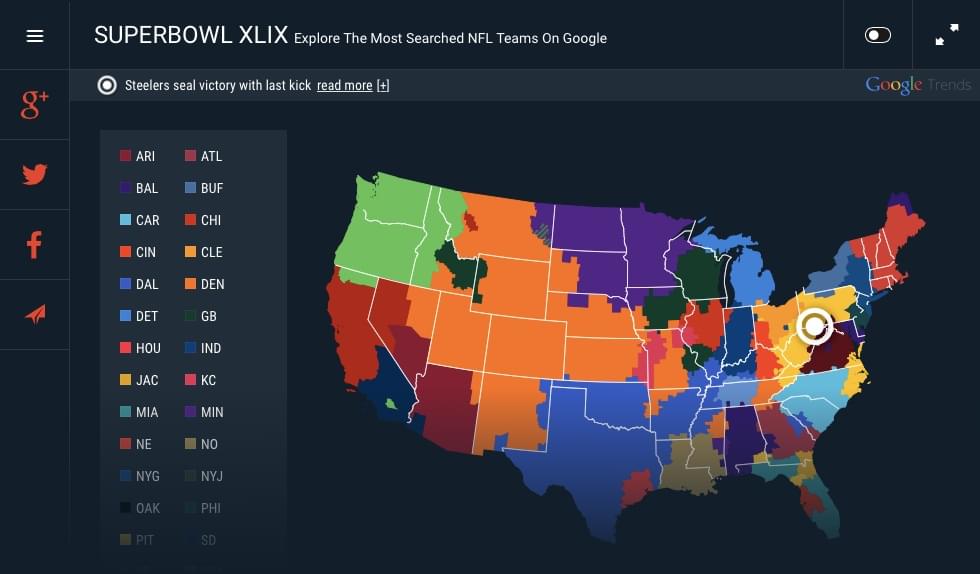 SUPERBOWL XLIX Explore The Most Searched NFL Teams On Google
Steelers seal victory with last kick read more [+]
Google Trends
g+
ARI ATL
BAL BUF
CAR CHI
CIN CLE
DAL DEN
DET GB
HOU IND
JAC KC
MIA MIN
NE NO
NYG NYJ
OAK PHI
PIT SD